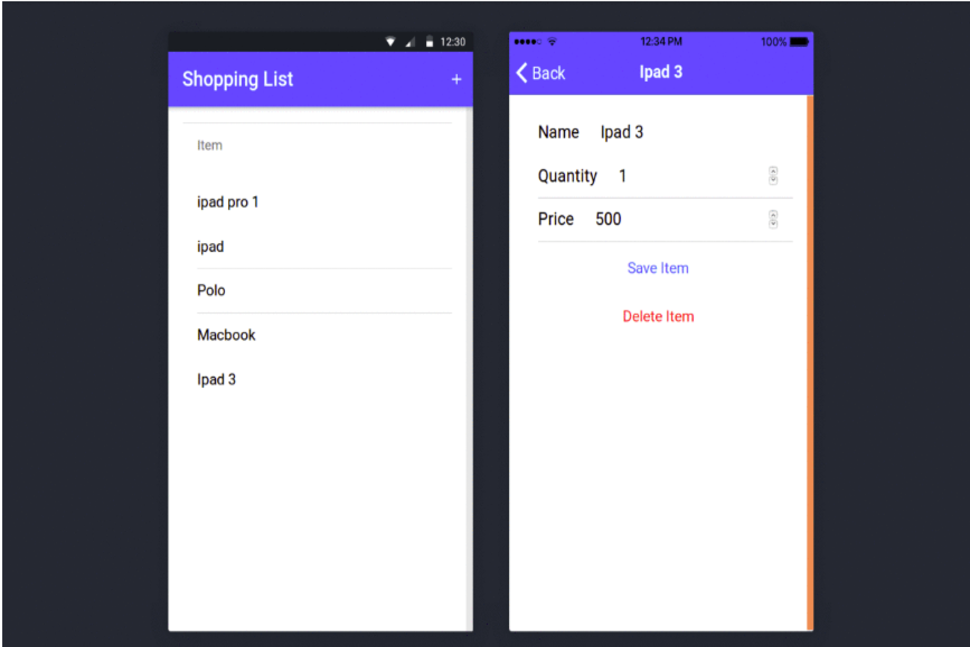 12:30
Shopping List +
Item
ipad pro 1
ipad
Polo
Macbook
Ipad 3
12:34 PM 100%
Back Ipad 3
Name Ipad 3
Quantity 1
Price 500
Save Item
Delete Item